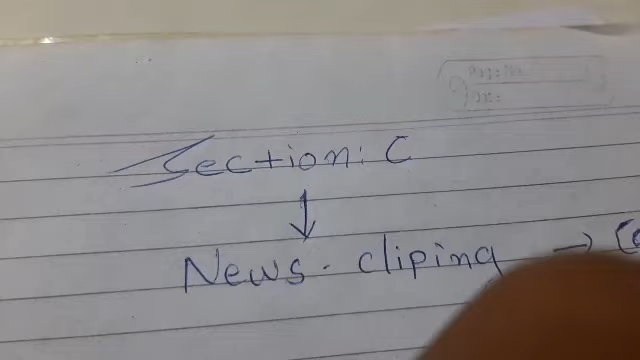 Section: C
↓
News. cliping →